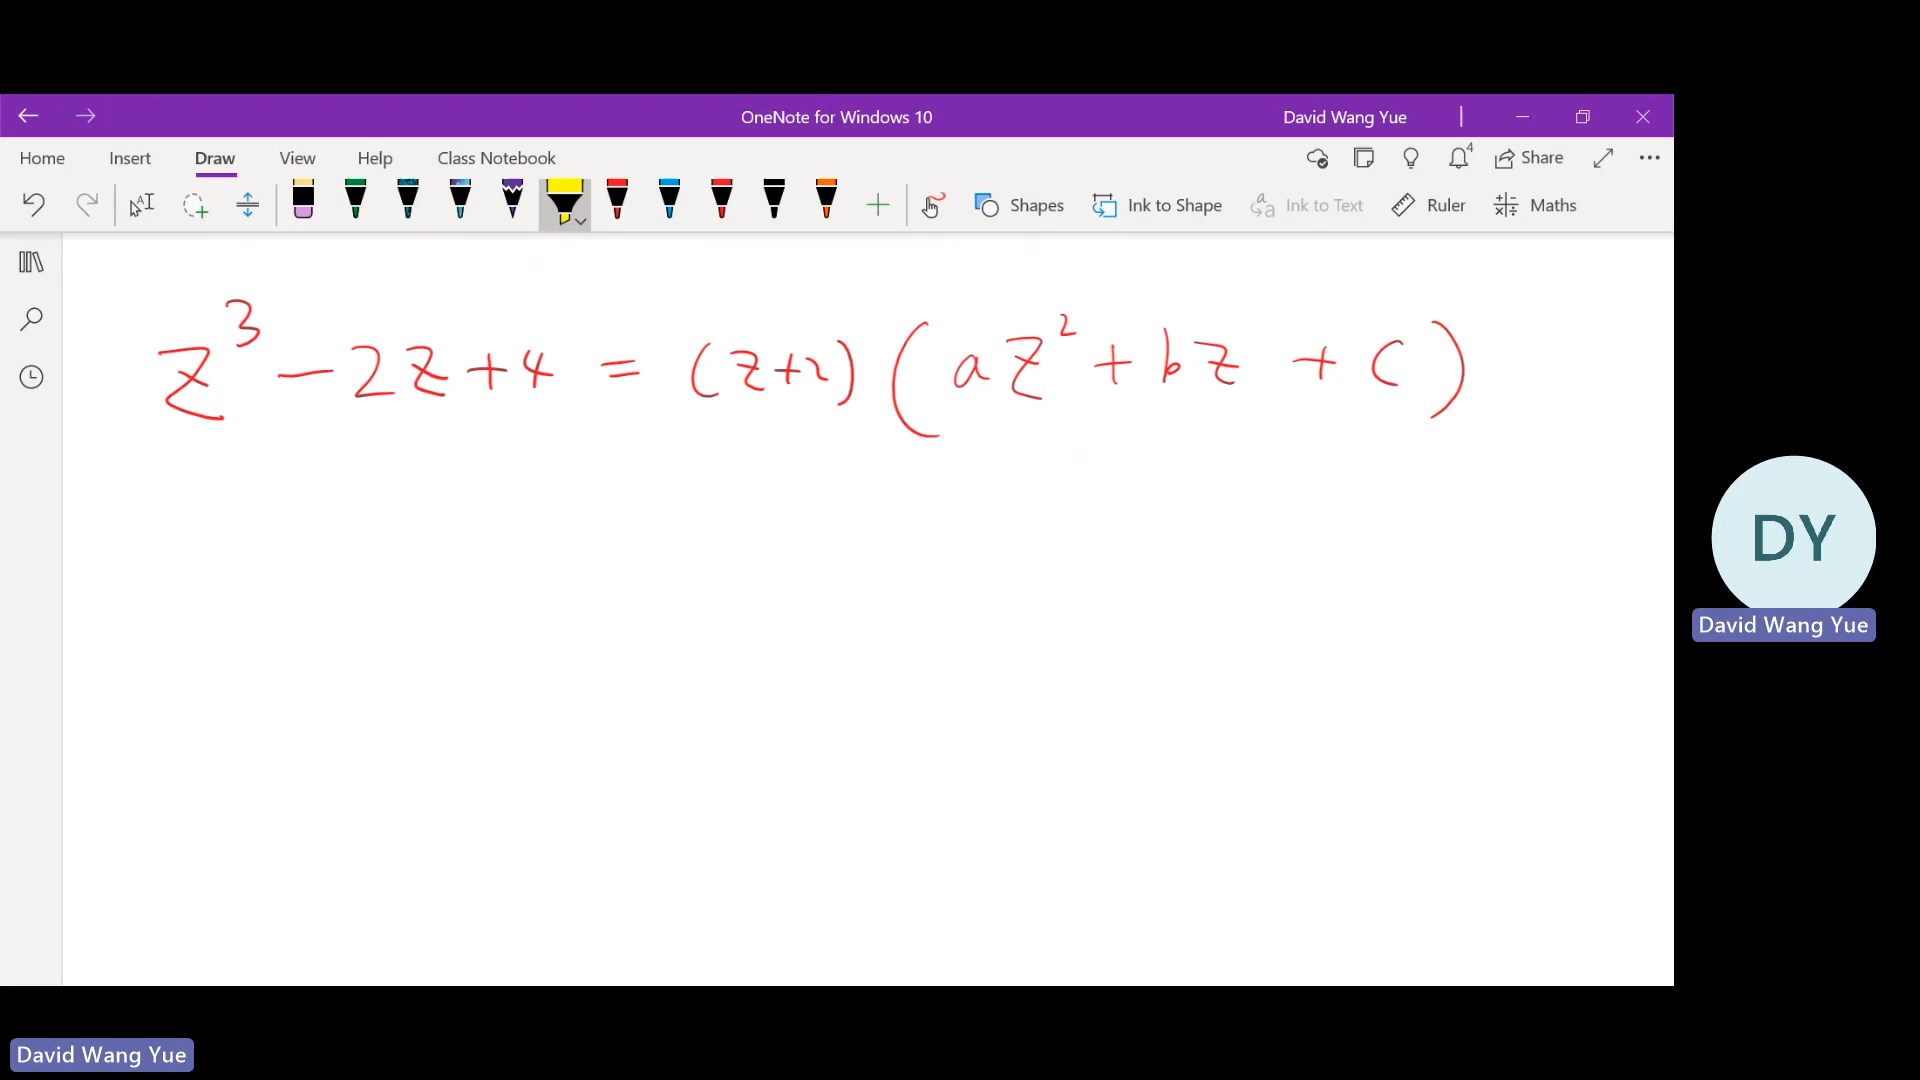 OneNote for Windows 10
David Wang Yue
Home Insert Draw View Help Class Notebook
4
Share
Shapes Ink to Shape Ink to Text Ruler Maths
z³ - 2z + 4 = (z+2) (az² + bz + c)
DY
David Wang Yue
David Wang Yue